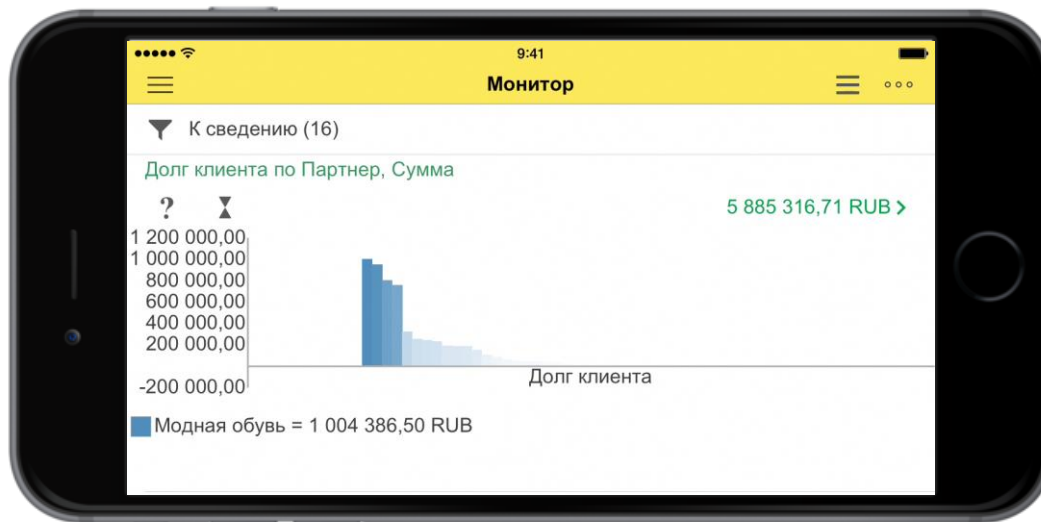 9:41
Монитор
К сведению (16)
Долг клиента по Партнер, Сумма
?
5 885 316,71 RUB >
1 200 000,00
1 000 000,00
800 000,00
600 000,00
400 000,00
200 000,00
-200 000,00
Долг клиента
Модная обувь = 1 004 386,50 RUB